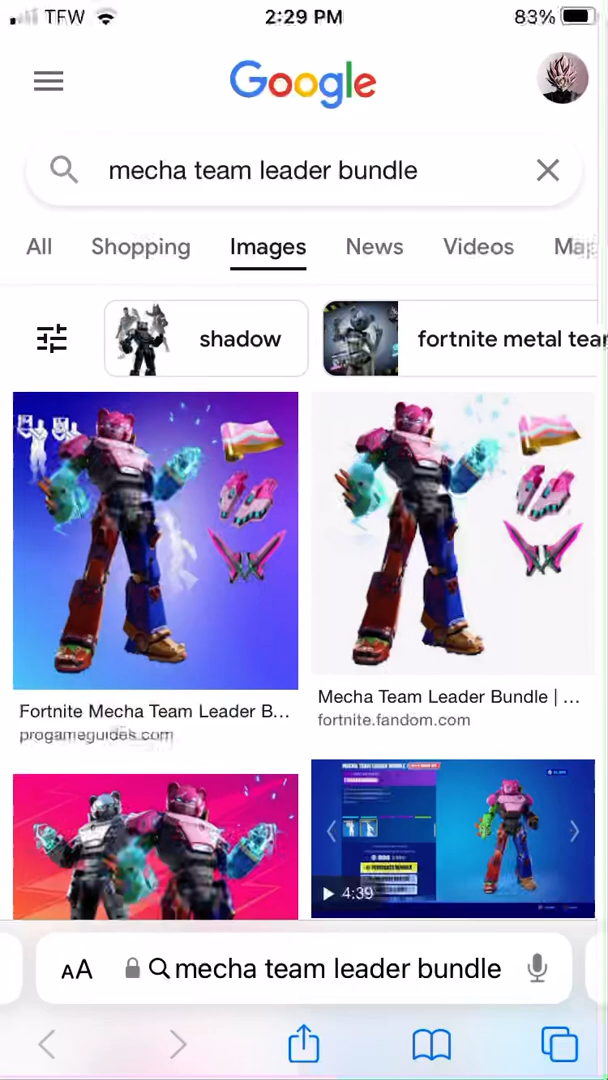 TFW 2:29 PM 83%
Google
mecha team leader bundle
All Shopping Images News Videos Map
shadow fortnite metal tea
Fortnite Mecha Team Leader B...
progameguides.com
Mecha Team Leader Bundle | ...
fortnite.fandom.com
MECHA TEAM LEADER BUNDLE
4:39
AA mecha team leader bundle